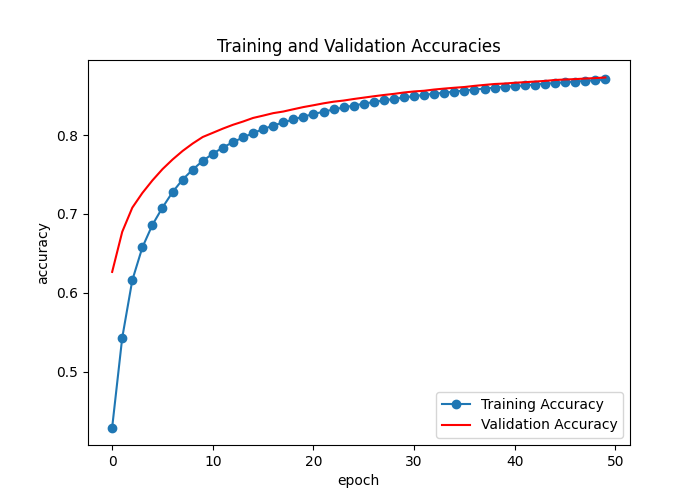 Training and Validation Accuracies
accuracy
0.8
0.7
0.6
0.5
0
10
20
30
40
50
epoch
Training Accuracy
Validation Accuracy